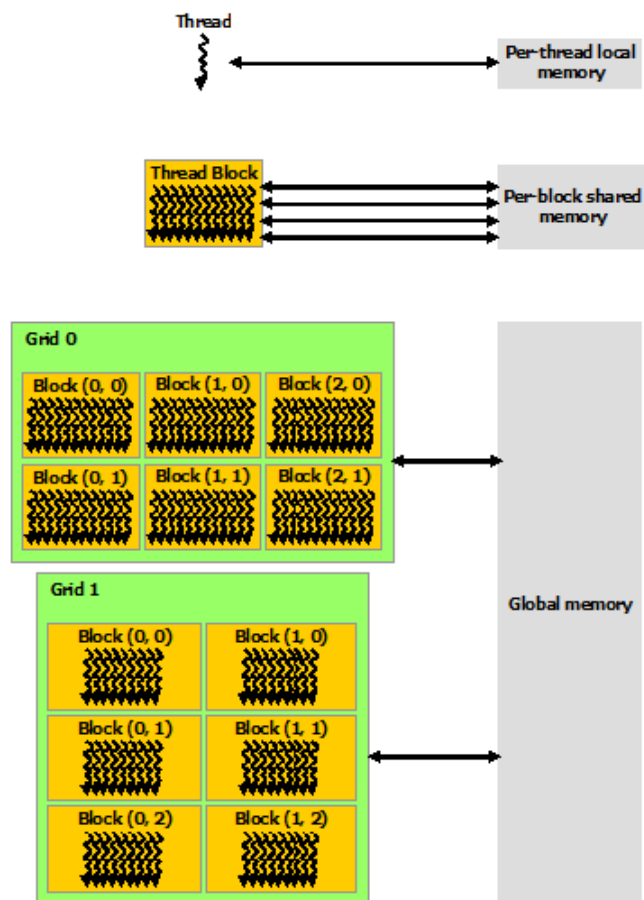 Thread
Per-thread local
memory
Thread Block
Per-block shared
memory
Grid 0
Block (0, 0)
Block (1, 0)
Block (2, 0)
Block (0, 1)
Block (1, 1)
Block (2, 1)
Global memory
Grid 1
Block (0, 0)
Block (1, 0)
Block (0, 1)
Block (1, 1)
Block (0, 2)
Block (1, 2)